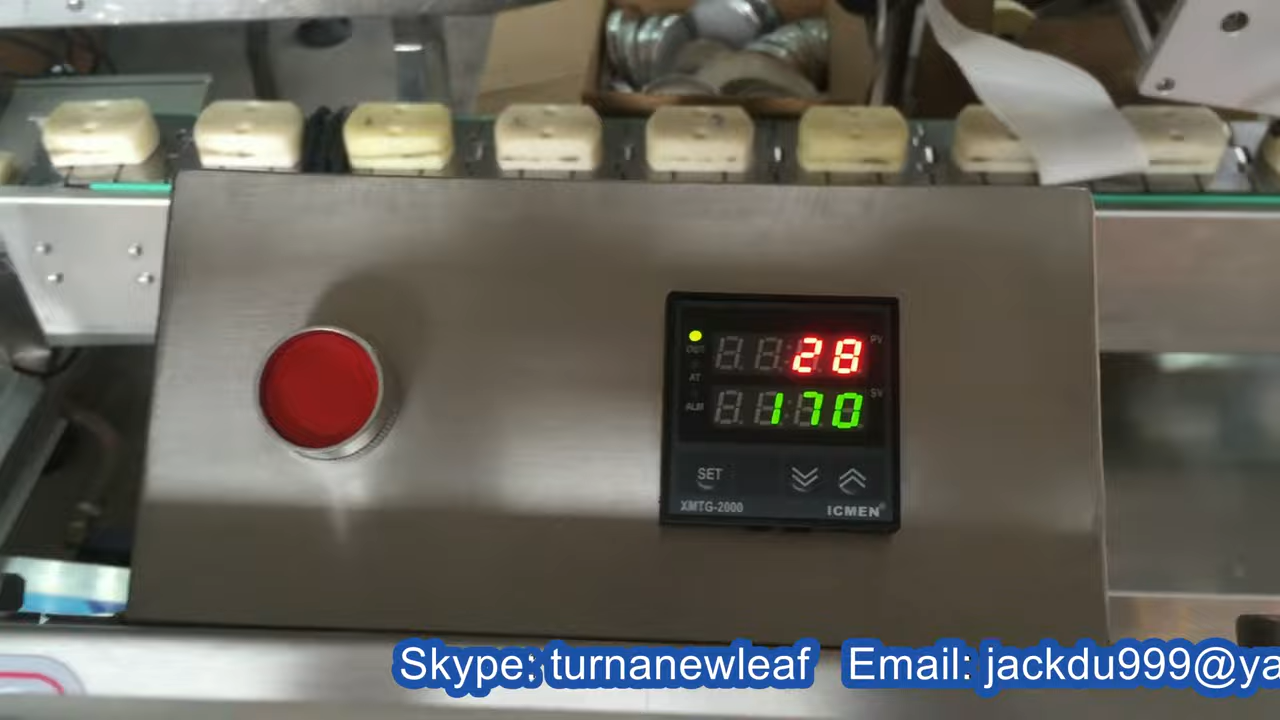 28
PV
OUT
AT
170
SV
ALM
SET
XMTG-2000
ICMEN®
Skype: turnanewleaf Email: jackdu999@ya